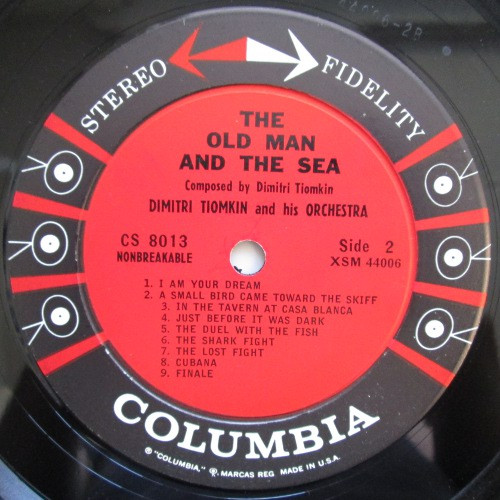 STEREO FIDELITY
THE
OLD MAN
AND THE SEA
Composed by Dimitri Tiomkin
DIMITRI TIOMKIN and his ORCHESTRA
CS 8013
NONBREAKABLE
Side 2
XSM 44006
1. I AM YOUR DREAM
2. A SMALL BIRD CAME TOWARD THE SKIFF
3. IN THE TAVERN AT CASA BLANCA
4. JUST BEFORE IT WAS DARK
5. THE DUEL WITH THE FISH
6. THE SHARK FIGHT
7. THE LOST FIGHT
8. CUBANA
9. FINALE
COLUMBIA
® "COLUMBIA," ℗, MARCAS REG. MADE IN U.S.A.